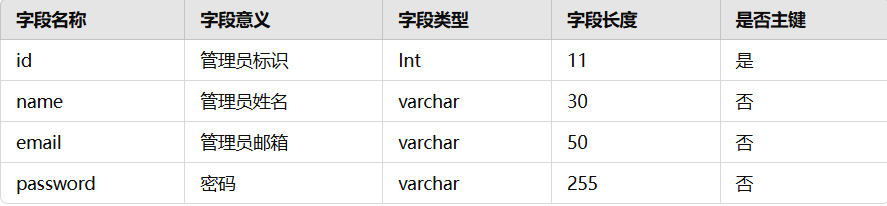 字段名称 字段意义 字段类型 字段长度 是否主键
id 管理员标识 Int 11 是
name 管理员姓名 varchar 30 否
email 管理员邮箱 varchar 50 否
password 密码 varchar 255 否